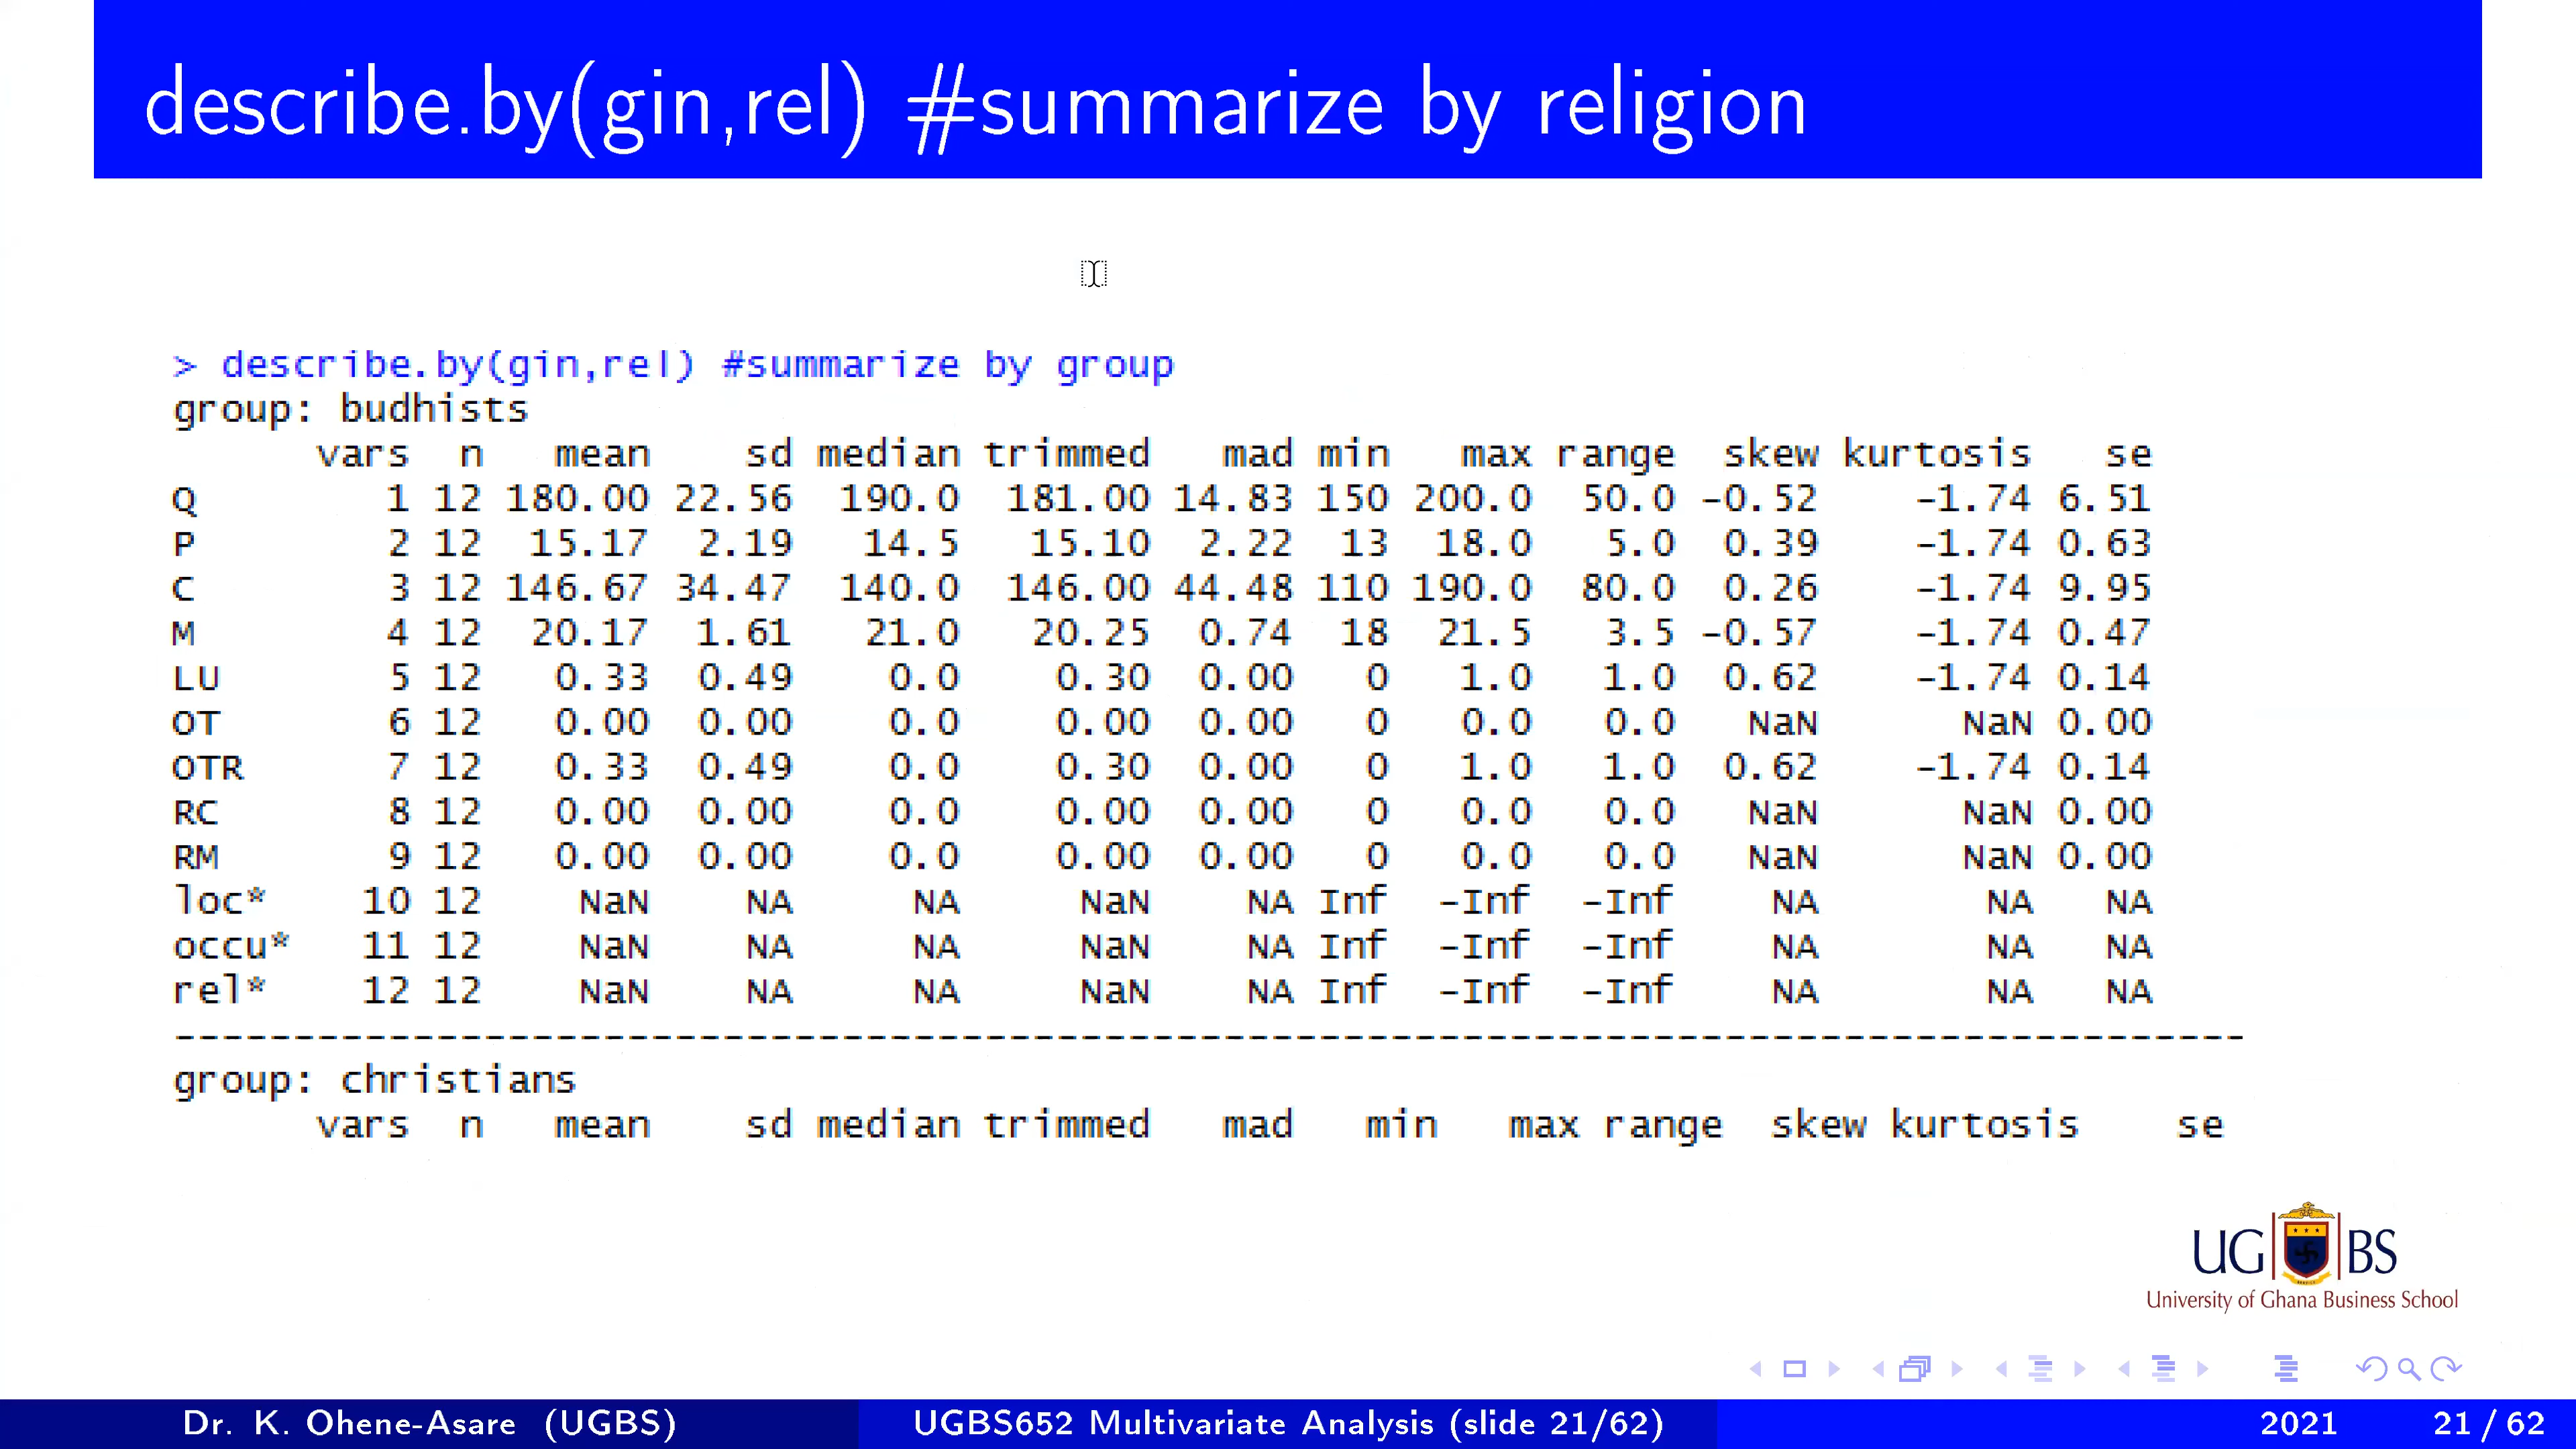 describe.by(gin,rel) #summarize by religion
> describe.by(gin,rel) #summarize by group
group: budhists
vars n mean sd median trimmed mad min max range skew kurtosis se
Q 1 12 180.00 22.56 190.0 181.00 14.83 150 200.0 50.0 -0.52 -1.74 6.51
P 2 12 15.17 2.19 14.5 15.10 2.22 13 18.0 5.0 0.39 -1.74 0.63
C 3 12 146.67 34.47 140.0 146.00 44.48 110 190.0 80.0 0.26 -1.74 9.95
M 4 12 20.17 1.61 21.0 20.25 0.74 18 21.5 3.5 -0.57 -1.74 0.47
LU 5 12 0.33 0.49 0.0 0.30 0.00 0 1.0 1.0 0.62 -1.74 0.14
OT 6 12 0.00 0.00 0.0 0.00 0.00 0 0.0 0.0 NaN NaN 0.00
OTR 7 12 0.33 0.49 0.0 0.30 0.00 0 1.0 1.0 0.62 -1.74 0.14
RC 8 12 0.00 0.00 0.0 0.00 0.00 0 0.0 0.0 NaN NaN 0.00
RM 9 12 0.00 0.00 0.0 0.00 0.00 0 0.0 0.0 NaN NaN 0.00
loc* 10 12 NaN NA NA NaN NA Inf -Inf -Inf NA NA NA
occu* 11 12 NaN NA NA NaN NA Inf -Inf -Inf NA NA NA
rel* 12 12 NaN NA NA NaN NA Inf -Inf -Inf NA NA NA
---------------------------------------------------------------------------------------
group: christians
vars n mean sd median trimmed mad min max range skew kurtosis se
UG BS
University of Ghana Business School
Dr. K. Ohene-Asare (UGBS) UGBS652 Multivariate Analysis (slide 21/62) 2021 21 / 62